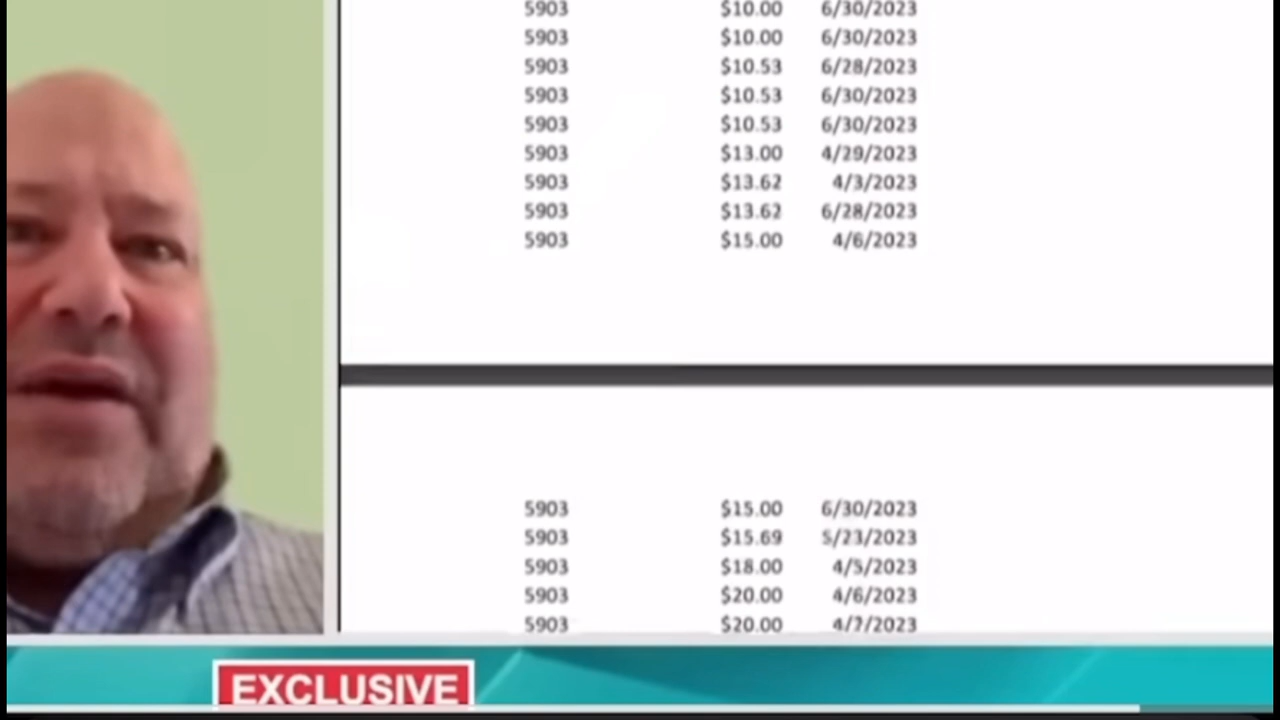 5903 $10.00 6/30/2023
5903 $10.00 6/30/2023
5903 $10.53 6/28/2023
5903 $10.53 6/30/2023
5903 $10.53 6/30/2023
5903 $13.00 4/29/2023
5903 $13.62 4/3/2023
5903 $13.62 6/28/2023
5903 $15.00 4/6/2023
5903 $15.00 6/30/2023
5903 $15.69 5/23/2023
5903 $18.00 4/5/2023
5903 $20.00 4/6/2023
5903 $20.00 4/7/2023
EXCLUSIVE